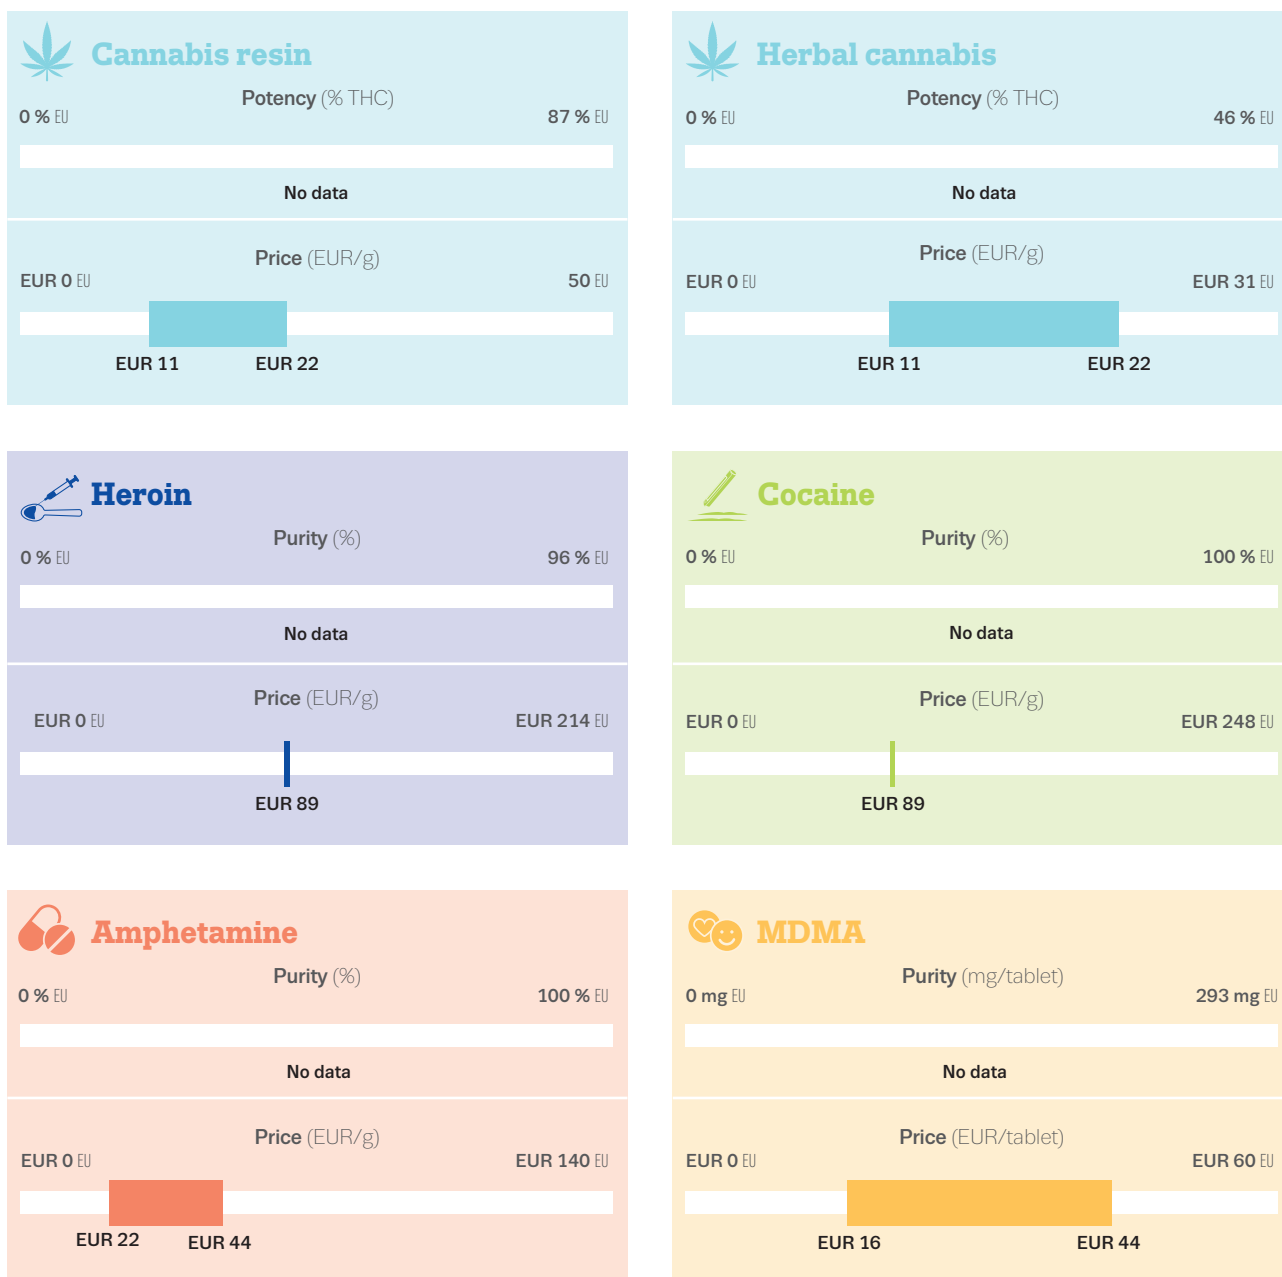 Cannabis resin
Potency (% THC)
0 % EU
87 % EU
No data
Price (EUR/g)
EUR 0 EU
50 EU
EUR 11
EUR 22
Herbal cannabis
Potency (% THC)
0 % EU
46 % EU
No data
Price (EUR/g)
EUR 0 EU
EUR 31 EU
EUR 11
EUR 22
Heroin
Purity (%)
0 % EU
96 % EU
No data
Price (EUR/g)
EUR 0 EU
EUR 214 EU
EUR 89
Cocaine
Purity (%)
0 % EU
100 % EU
No data
Price (EUR/g)
EUR 0 EU
EUR 248 EU
EUR 89
Amphetamine
Purity (%)
0 % EU
100 % EU
No data
Price (EUR/g)
EUR 0 EU
EUR 140 EU
EUR 22
EUR 44
MDMA
Purity (mg/tablet)
0 mg EU
293 mg EU
No data
Price (EUR/tablet)
EUR 0 EU
EUR 60 EU
EUR 16
EUR 44